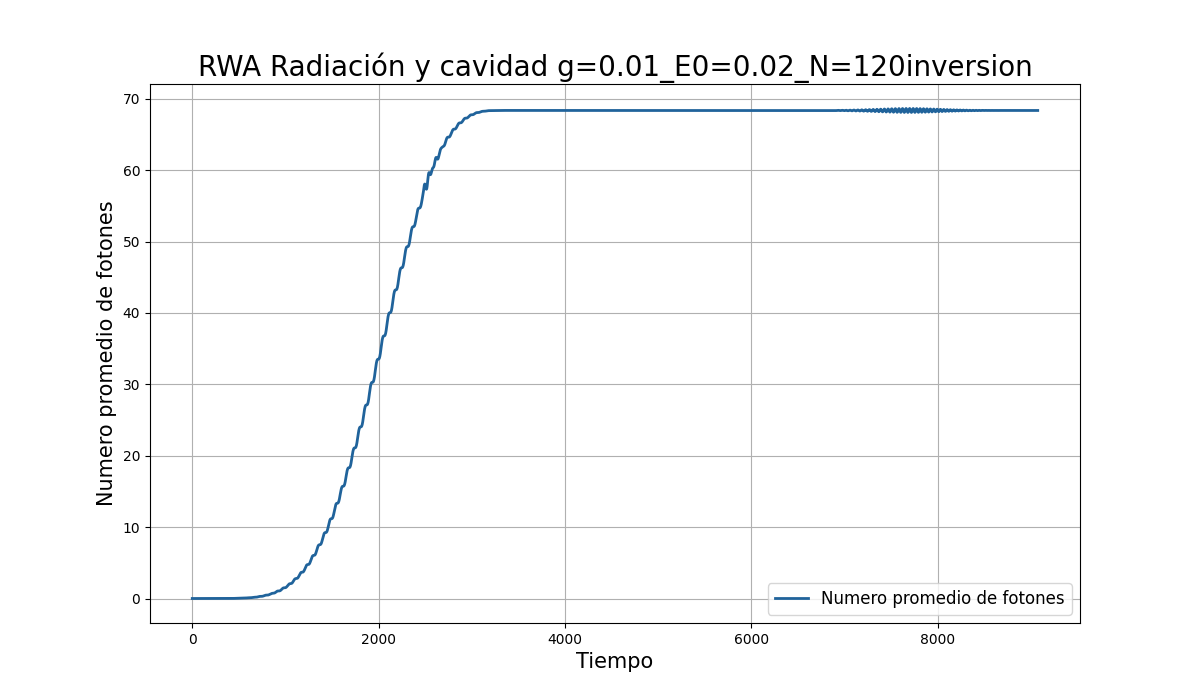 RWA Radiación y cavidad g=0.01_E0=0.02_N=120inversion
70
60
50
40
30
20
10
0
Numero promedio de fotones
Numero promedio de fotones
0 2000 4000 6000 8000
Tiempo